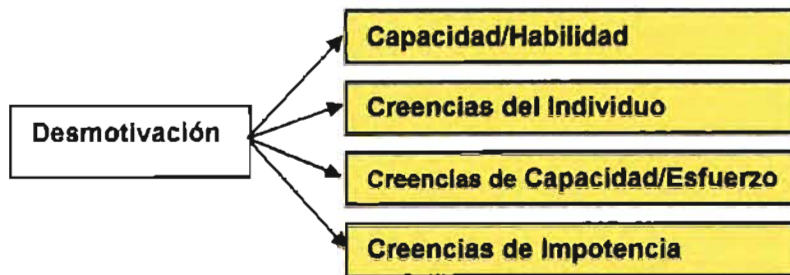 Capacidad/Habilidad
Creencias del Individuo
Desmotivación
Creencias de Capacidad/Esfuerzo
Creencias de Impotencia